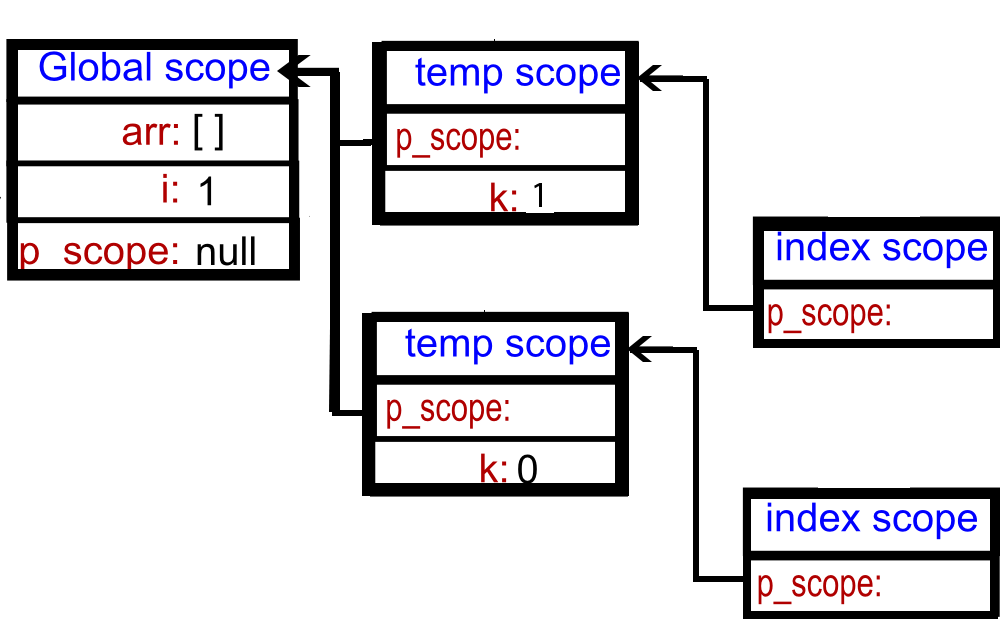 Global scope
arr: [ ]
i: 1
p_scope: null
temp scope
p_scope:
k: 1
index scope
p_scope:
temp scope
p_scope:
k: 0
index scope
p_scope: